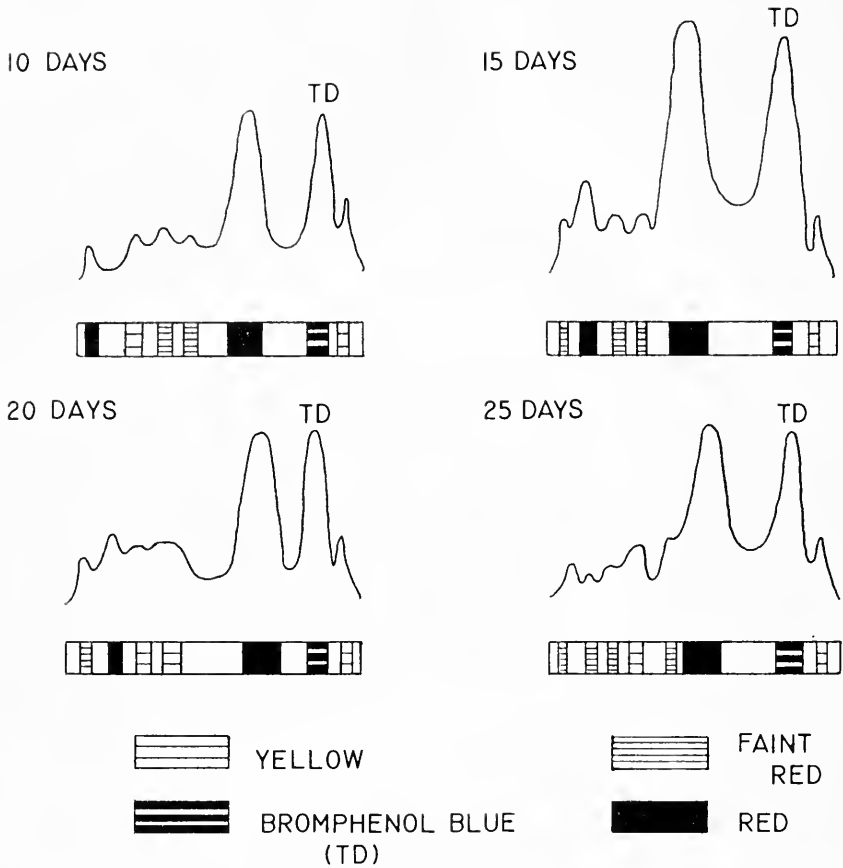 10 DAYS
TD
15 DAYS
TD
20 DAYS
TD
25 DAYS
TD
YELLOW
FAINT
RED
BROMPHENOL BLUE
(TD)
RED